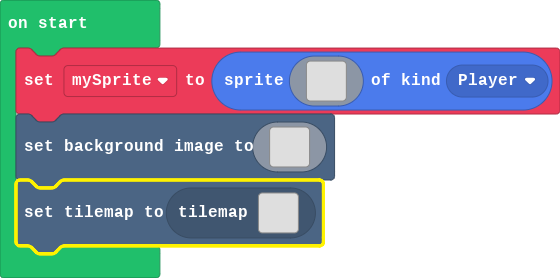 on start
set mySprite to sprite of kind Player
set background image to
set tilemap to tilemap